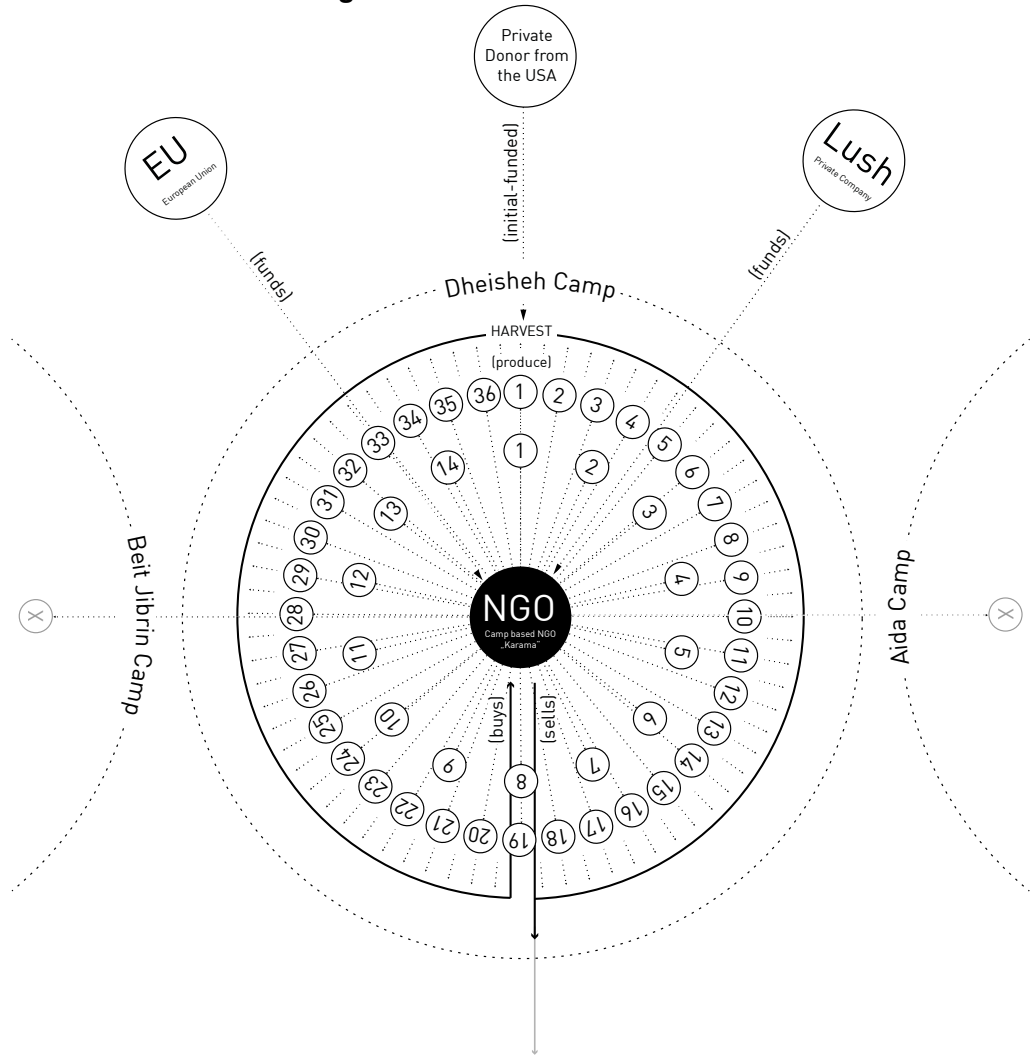 Private
Donor from
the USA
EU
European Union
Lush
Private Company
(initial-funded)
(funds)
(funds)
Dheisheh Camp
HARVEST
(produce)
1
2
3
4
5
6
7
8
9
10
11
12
13
14
15
16
17
18
19
20
21
22
23
24
25
26
27
28
29
30
31
32
33
34
35
36
1
2
3
4
5
6
7
8
9
10
11
12
13
14
NGO
Camp based NGO
„Karama“
(buys)
(sells)
Beit Jibrin Camp
Aida Camp
X
X